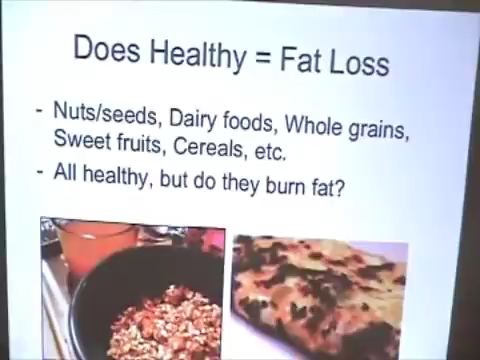 Does Healthy = Fat Loss
- Nuts/seeds, Dairy foods, Whole grains,
Sweet fruits, Cereals, etc.
- All healthy, but do they burn fat?